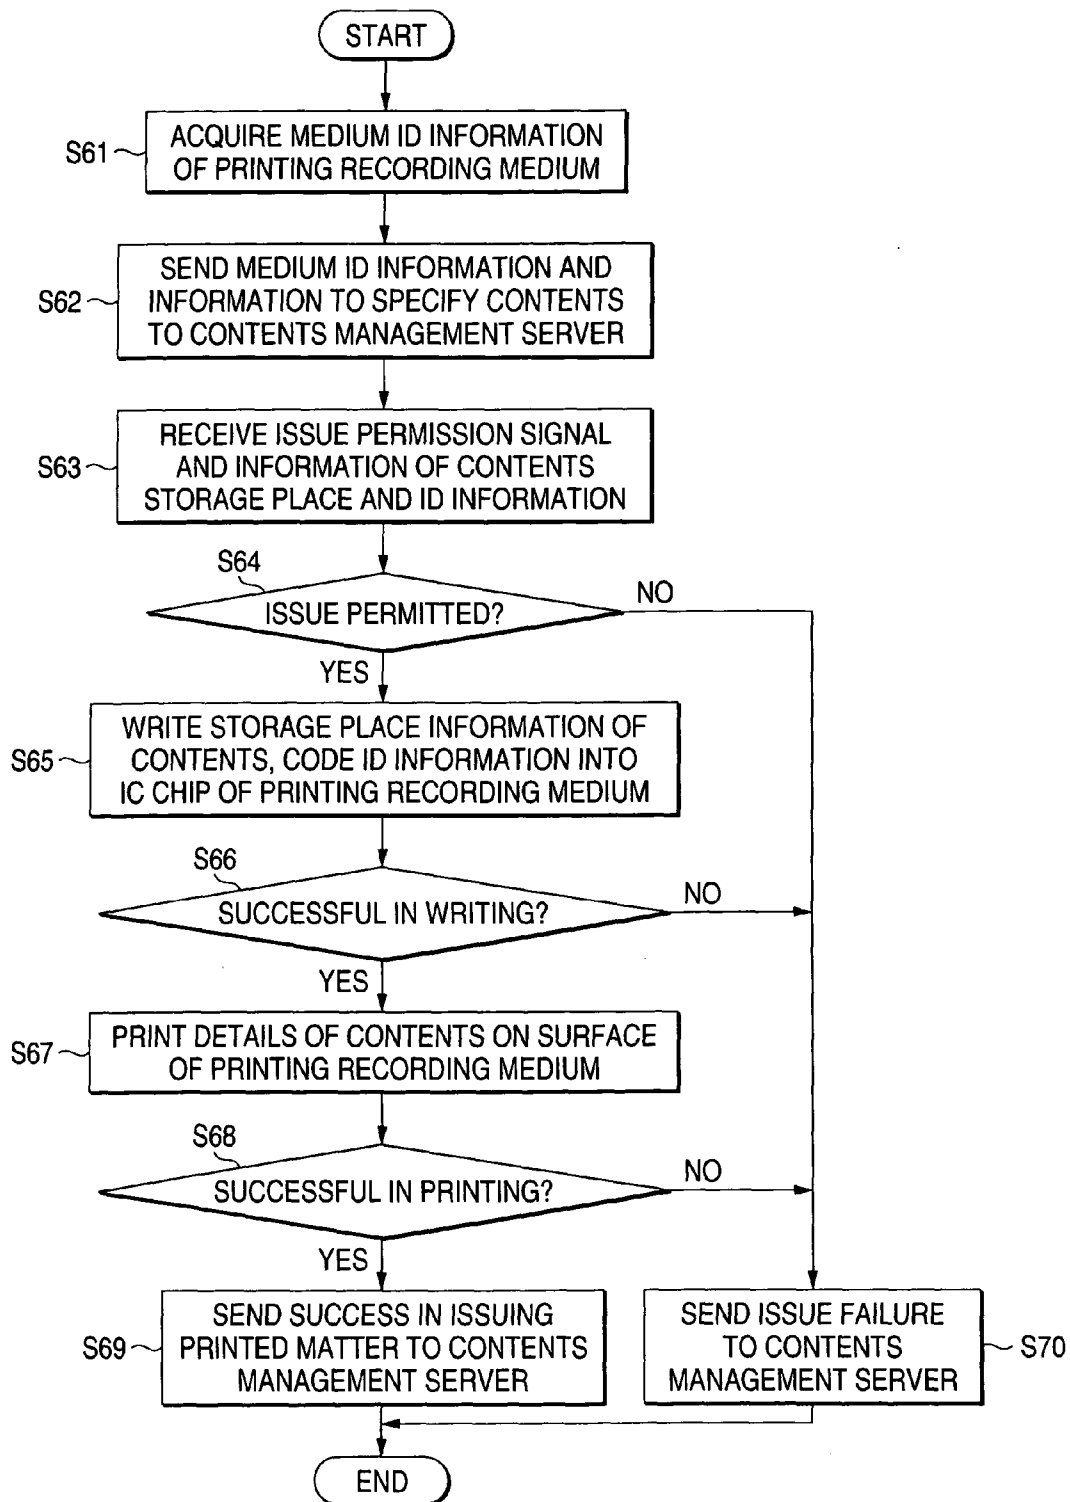 START
S61
ACQUIRE MEDIUM ID INFORMATION
OF PRINTING RECORDING MEDIUM
S62
SEND MEDIUM ID INFORMATION AND
INFORMATION TO SPECIFY CONTENTS
TO CONTENTS MANAGEMENT SERVER
S63
RECEIVE ISSUE PERMISSION SIGNAL
AND INFORMATION OF CONTENTS
STORAGE PLACE AND ID INFORMATION
S64
ISSUE PERMITTED?
NO
YES
S65
WRITE STORAGE PLACE INFORMATION OF
CONTENTS, CODE ID INFORMATION INTO
IC CHIP OF PRINTING RECORDING MEDIUM
S66
SUCCESSFUL IN WRITING?
NO
YES
S67
PRINT DETAILS OF CONTENTS ON SURFACE
OF PRINTING RECORDING MEDIUM
S68
SUCCESSFUL IN PRINTING?
NO
YES
S69
SEND SUCCESS IN ISSUING
PRINTED MATTER TO CONTENTS
MANAGEMENT SERVER
SEND ISSUE FAILURE
TO CONTENTS
MANAGEMENT SERVER
S70
END